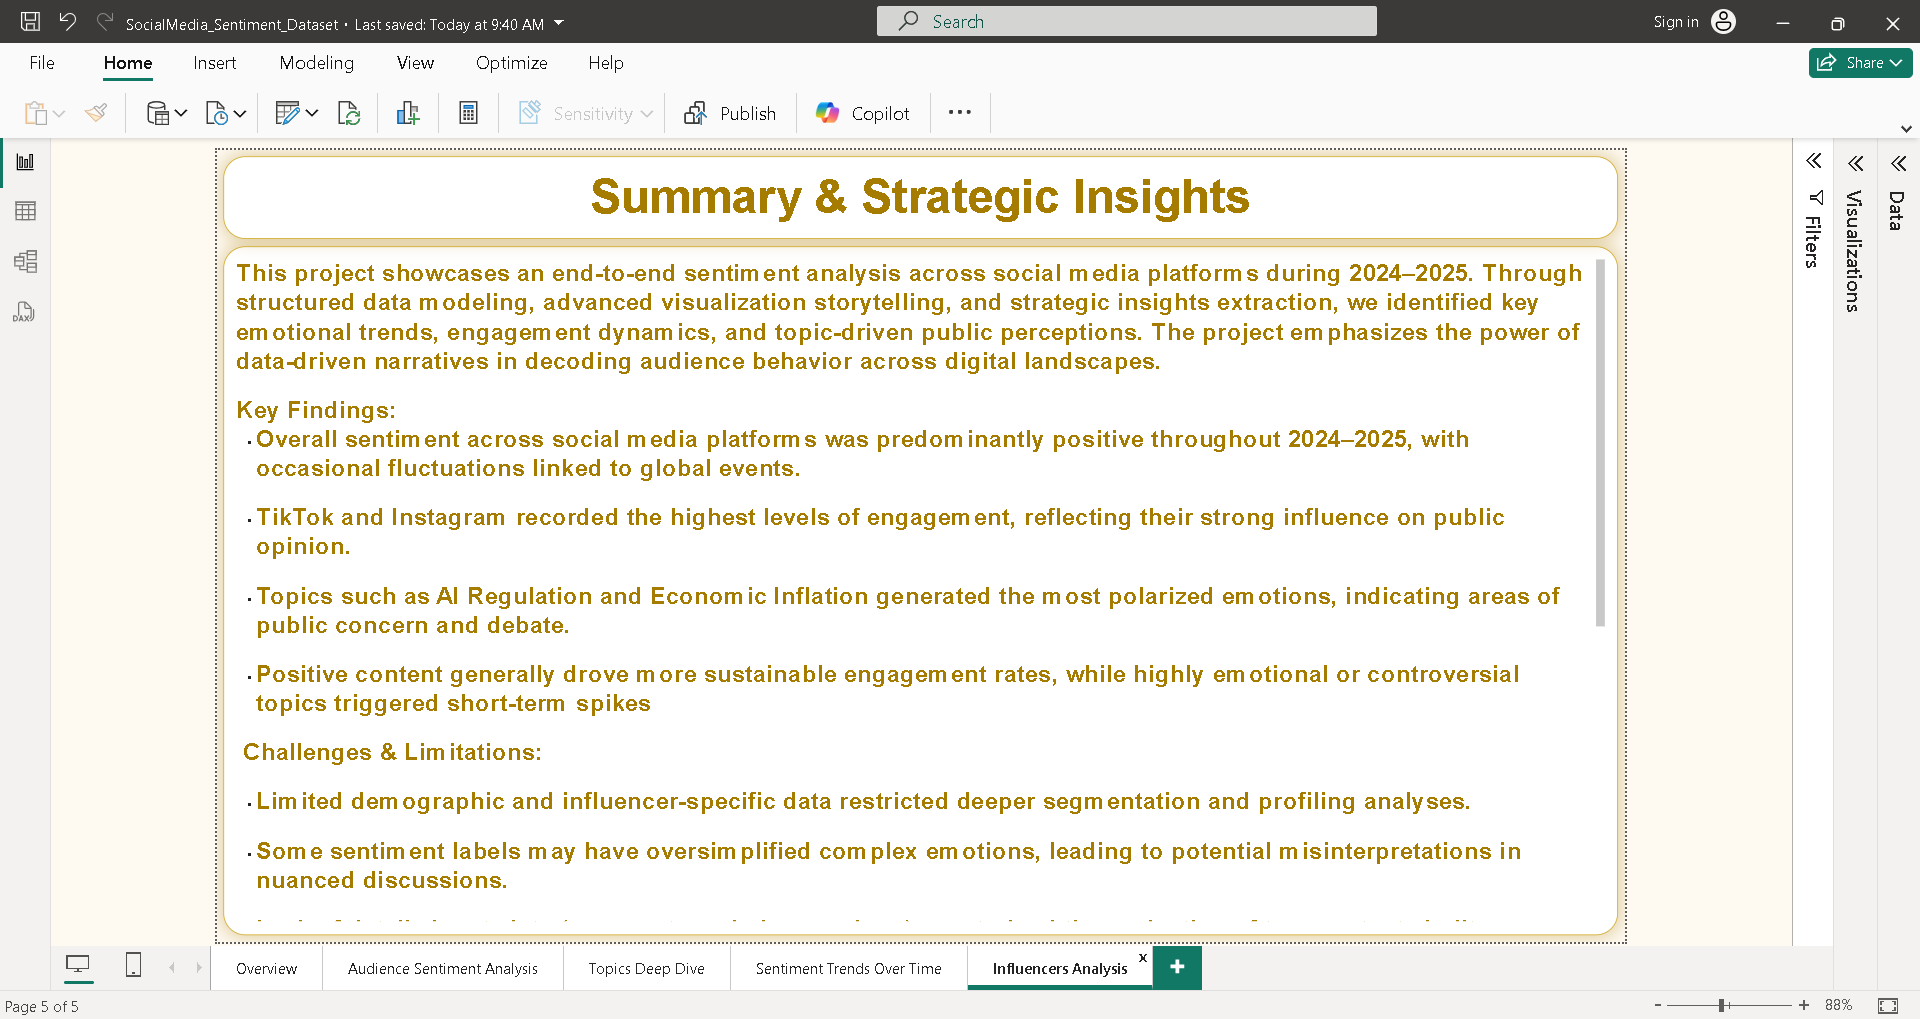 SocialMedia_Sentiment_Dataset • Last saved: Today at 9:40 AM
Search
Sign in
File
Home
Insert
Modeling
View
Optimize
Help
Share
Sensitivity
Publish
Copilot
DAX
Summary & Strategic Insights
This project showcases an end-to-end sentiment analysis across social media platforms during 2024–2025. Through
structured data modeling, advanced visualization storytelling, and strategic insights extraction, we identified key
emotional trends, engagement dynamics, and topic-driven public perceptions. The project emphasizes the power of
data-driven narratives in decoding audience behavior across digital landscapes.
Key Findings:
• Overall sentiment across social media platforms was predominantly positive throughout 2024–2025, with
occasional fluctuations linked to global events.
• TikTok and Instagram recorded the highest levels of engagement, reflecting their strong influence on public
opinion.
• Topics such as AI Regulation and Economic Inflation generated the most polarized emotions, indicating areas of
public concern and debate.
• Positive content generally drove more sustainable engagement rates, while highly emotional or controversial
topics triggered short-term spikes
Challenges & Limitations:
• Limited demographic and influencer-specific data restricted deeper segmentation and profiling analyses.
• Some sentiment labels may have oversimplified complex emotions, leading to potential misinterpretations in
nuanced discussions.
Filters
Visualizations
Data
Overview
Audience Sentiment Analysis
Topics Deep Dive
Sentiment Trends Over Time
Influencers Analysis
x
+
Page 5 of 5
- + 88%